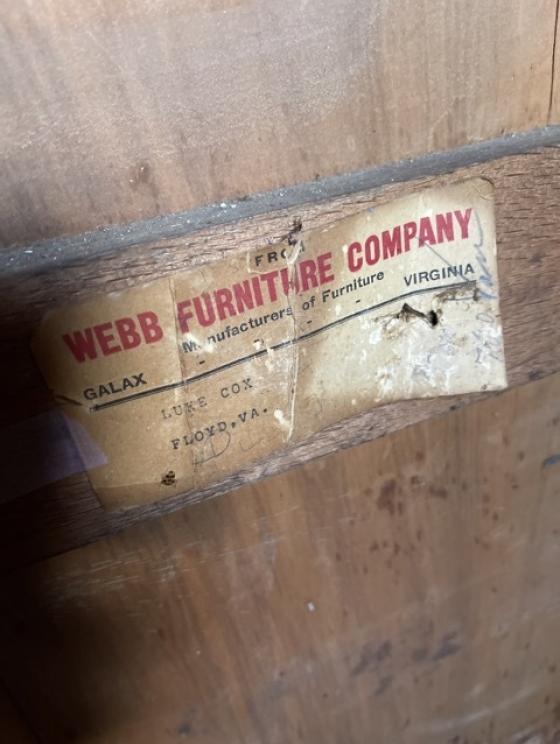 FROM
WEBB FURNITURE COMPANY
Manufacturers of Furniture
GALAX VIRGINIA
LUKE COX
FLOYD, VA.